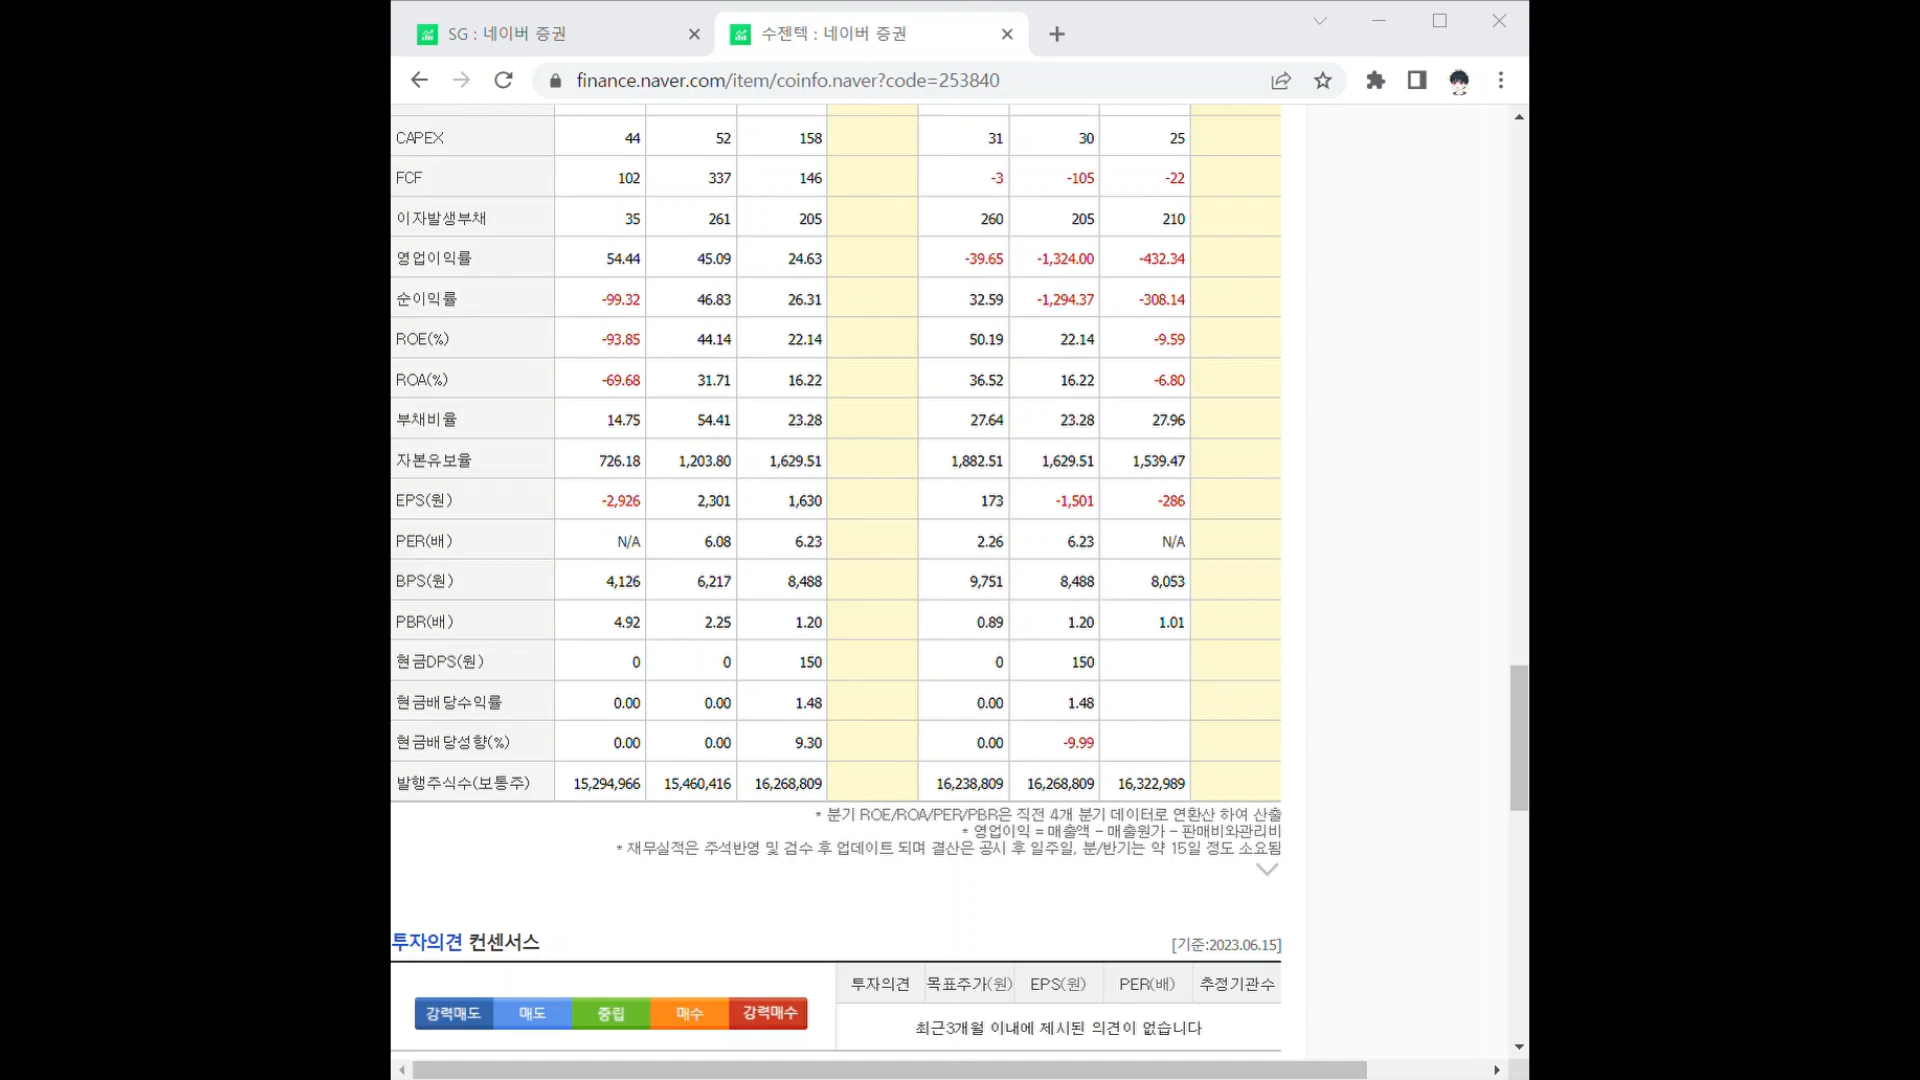 SG : 네이버 증권
수젠텍 : 네이버 증권
finance.naver.com/item/coinfo.naver?code=253840
CAPEX 44 52 158 31 30 25
FCF 102 337 146 -3 -105 -22
이자발생부채 35 261 205 260 205 210
영업이익률 54.44 45.09 24.63 -39.65 -1,324.00 -432.34
순이익률 -99.32 46.83 26.31 32.59 -1,294.37 -308.14
ROE(%) -93.85 44.14 22.14 50.19 22.14 -9.59
ROA(%) -69.68 31.71 16.22 36.52 16.22 -6.80
부채비율 14.75 54.41 23.28 27.64 23.28 27.96
자본유보율 726.18 1,203.80 1,629.51 1,882.51 1,629.51 1,539.47
EPS(원) -2,926 2,301 1,630 173 -1,501 -286
PER(배) N/A 6.08 6.23 2.26 6.23 N/A
BPS(원) 4,126 6,217 8,488 9,751 8,488 8,053
PBR(배) 4.92 2.25 1.20 0.89 1.20 1.01
현금DPS(원) 0 0 150 0 150
현금배당수익률 0.00 0.00 1.48 0.00 1.48
현금배당성향(%) 0.00 0.00 9.30 0.00 -9.99
발행주식수(보통주) 15,294,966 15,460,416 16,268,809 16,238,809 16,268,809 16,322,989
* 분기 ROE/ROA/PER/PBR은 직전 4개 분기 데이터로 연환산 하여 산출
* 영업이익 = 매출액 - 매출원가 - 판매비와관리비
* 재무실적은 주석반영 및 검수 후 업데이트 되며 결산은 공시 후 일주일, 분/반기는 약 15일 정도 소요됨
투자의견 컨센서스 [기준:2023.06.15]
투자의견 목표주가(원) EPS(원) PER(배) 추정기관수
강력매도 매도 중립 매수 강력매수
최근3개월 이내에 제시된 의견이 없습니다